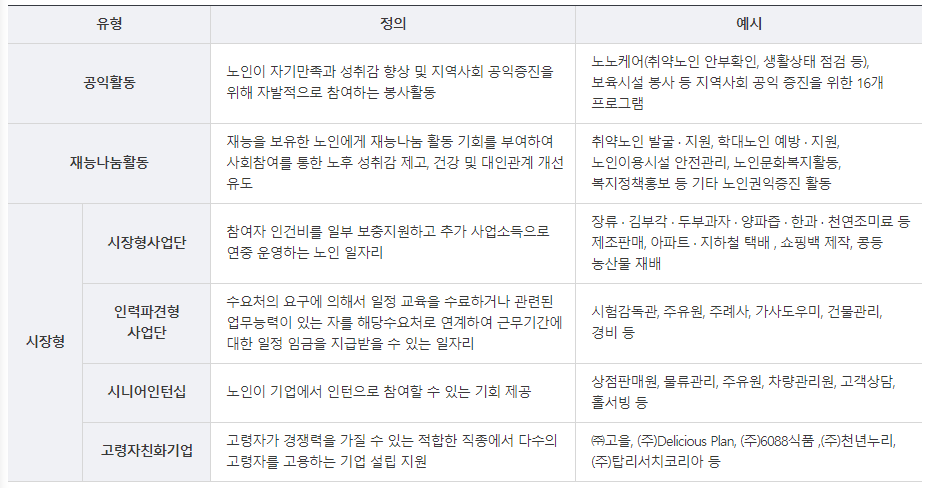 유형 정의 예시
공익활동
노인이 자기만족과 성취감 향상 및 지역사회 공익증진을
위해 자발적으로 참여하는 봉사활동
노노케어(취약노인 안부확인, 생활상태 점검 등),
보육시설 봉사 등 지역사회 공익 증진을 위한 16개
프로그램
재능나눔활동
재능을 보유한 노인에게 재능나눔 활동 기회를 부여하여
사회참여를 통한 노후 성취감 제고, 건강 및 대인관계 개선
유도
취약노인 발굴 · 지원, 학대노인 예방 · 지원,
노인이용시설 안전관리, 노인문화복지활동,
복지정책홍보 등 기타 노인권익증진 활동
시장형
시장형사업단
참여자 인건비를 일부 보충지원하고 추가 사업소득으로
연중 운영하는 노인 일자리
장류 · 김부각 · 두부과자 · 양파즙 · 한과 · 천연조미료 등
제조판매, 아파트 · 지하철 택배 , 쇼핑백 제작, 콩등
농산물 재배
인력파견형
사업단
수요처의 요구에 의해서 일정 교육을 수료하거나 관련된
업무능력이 있는 자를 해당수요처로 연계하여 근무기간에
대한 일정 임금을 지급받을 수 있는 일자리
시험감독관, 주유원, 주례사, 가사도우미, 건물관리,
경비 등
시니어인턴십
노인이 기업에서 인턴으로 참여할 수 있는 기회 제공
상점판매원, 물류관리, 주유원, 차량관리원, 고객상담,
홀서빙 등
고령자친화기업
고령자가 경쟁력을 가질 수 있는 적합한 직종에서 다수의
고령자를 고용하는 기업 설립 지원
㈜고을, (주)Delicious Plan, (주)6088식품 ,(주)천년누리,
(주)탑리서치코리아 등